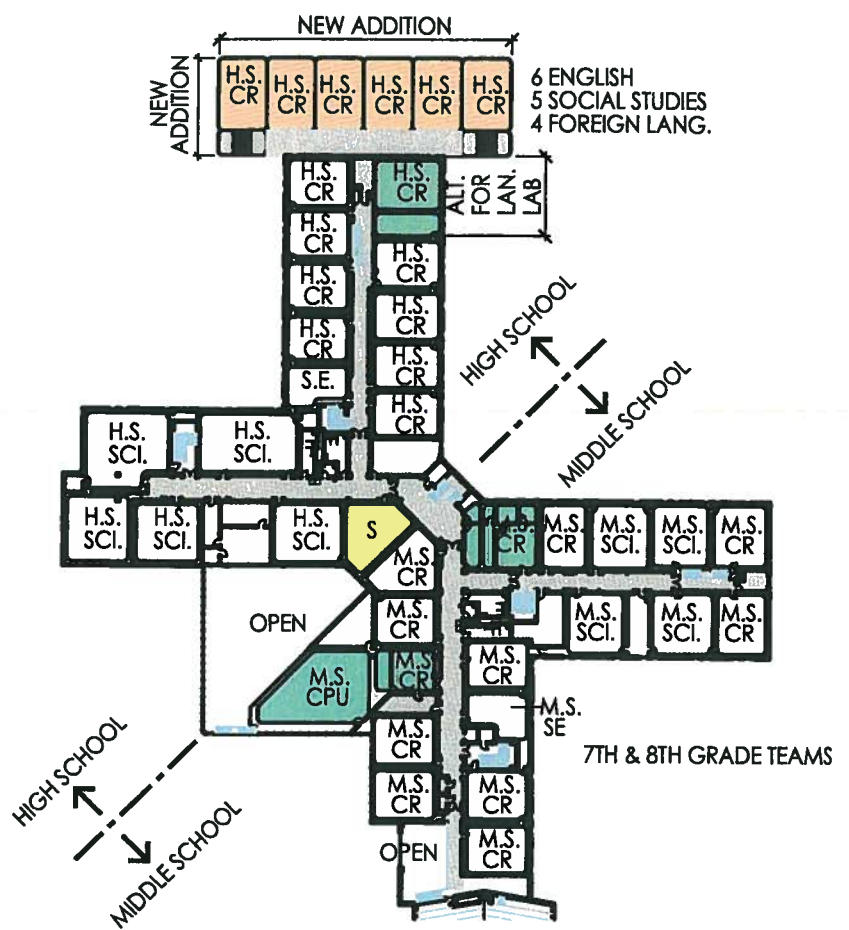 NEW ADDITION
NEW
ADDITION
H.S.
CR
H.S.
CR
H.S.
CR
H.S.
CR
H.S.
CR
H.S.
CR
6 ENGLISH
5 SOCIAL STUDIES
4 FOREIGN LANG.
H.S.
CR
H.S.
CR
ALT.
FOR
LAN.
LAB
H.S.
CR
H.S.
CR
H.S.
CR
H.S.
CR
H.S.
CR
H.S.
CR
S.E.
H.S.
CR
HIGH SCHOOL
MIDDLE SCHOOL
H.S.
SCI.
H.S.
SCI.
H.S.
SCI.
H.S.
SCI.
H.S.
SCI.
S
M.S.
CR
M.S.
CR
M.S.
SCI.
M.S.
SCI.
M.S.
CR
M.S.
CR
OPEN
M.S.
CR
M.S.
SCI.
M.S.
SCI.
M.S.
CR
M.S.
CPU
M.S.
CR
M.S.
CR
M.S.
SE
M.S.
CR
7TH & 8TH GRADE TEAMS
M.S.
CR
M.S.
CR
HIGH SCHOOL
MIDDLE SCHOOL
OPEN
M.S.
CR